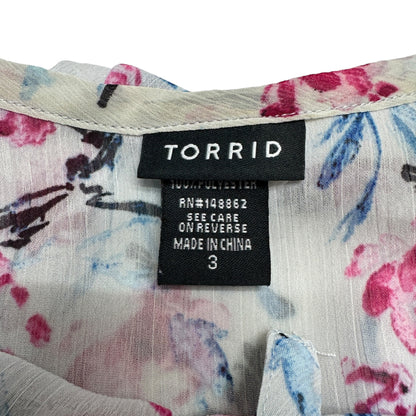 TORRID
100% POLYESTER
RN#148862
SEE CARE
ON REVERSE
MADE IN CHINA
3